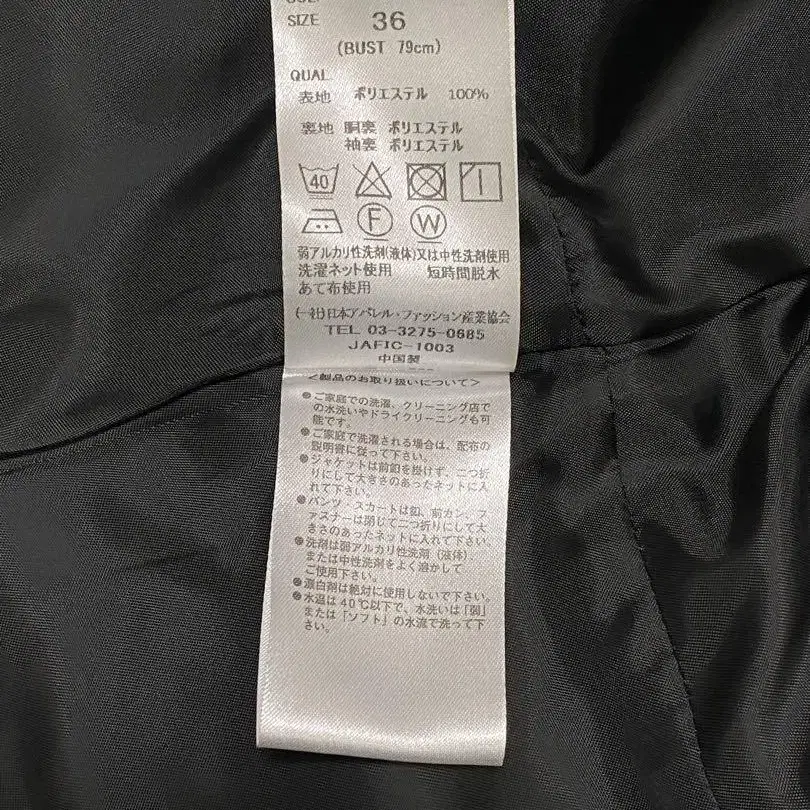 SIZE 36
(BUST 79cm)
QUAL
表地 ポリエステル 100%
裏地 胴裏 ポリエステル
袖裏 ポリエステル
40
F W
弱アルカリ性洗剤(液体)又は中性洗剤使用
洗濯ネット使用 短時間脱水
あて布使用
(一社)日本アパレル・ファッション産業協会
TEL 03-3275-0685
JAFIC-1003
中国製
<製品のお取り扱いについて>
●ご家庭での洗濯、クリーニング店で
の水洗いやドライクリーニングも可
能です。
●ご家庭で洗濯される場合は、配布の
説明書に従って下さい。
●ジャケットは前釦を掛けず、二つ折
りにして大きさのあったネットに入
れて下さい。
●パンツ、スカートは釦、前カン、フ
ァスナーは閉じて二つ折りにして大
きさのあったネットに入れて下さい。
●洗剤は弱アルカリ性洗剤(液体)、
または中性洗剤をよく溶かして
ご使用下さい。
●漂白剤は絶対に使用しないで下さい。
●水温は40℃以下で、水洗いは「弱」
または「ソフト」の水流で洗って下
さい。